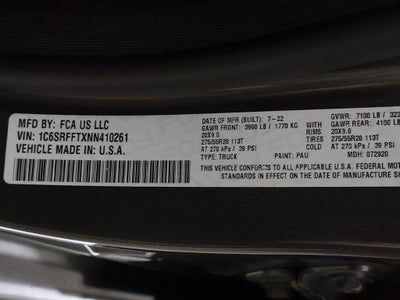 MFD BY: FCA US LLC
VIN: 1C6SRFFTXNN410261
VEHICLE MADE IN: U.S.A.
DATE OF MFR (BUILT): 7-22 GVWR: 7100 LB / 322
GAWR FRONT: 3900 LB / 1770 KG WITH GAWR REAR: 4100 LB
20X9.0 RIMS 20X9.0
275/55R20 113T TIRES 275/55R20 113T
AT 270 kPa / 39 PSI COLD AT 270 kPa / 39 PSI
TYPE: TRUCK PAINT: PAU MDH: 072920
THIS VEHICLE CONFORMS TO ALL APPLICABLE U.S.A.
STANDARDS IN EFFECT ON THE DATE OF MANUFACTURE SH